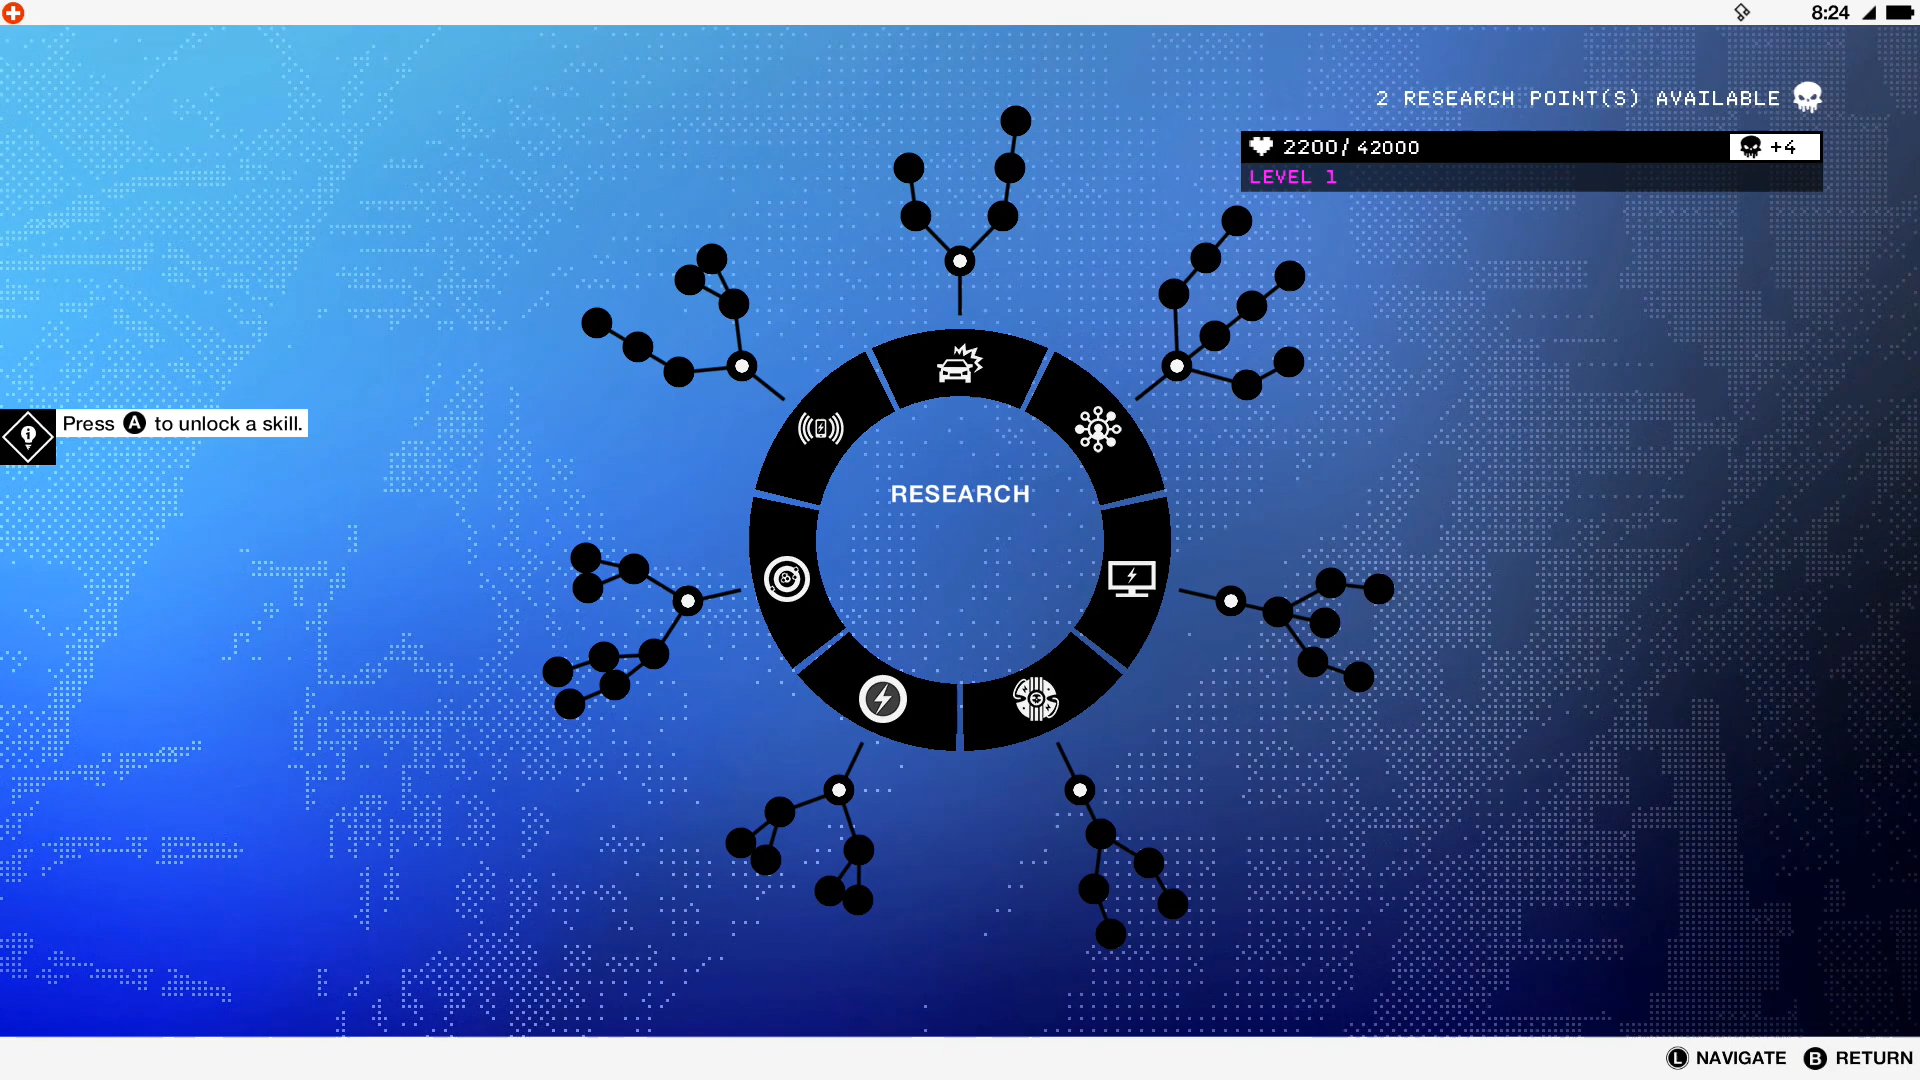 8:24
2 RESEARCH POINT(S) AVAILABLE
2200/ 42000 +4
LEVEL 1
Press A to unlock a skill.
RESEARCH
L NAVIGATE B RETURN